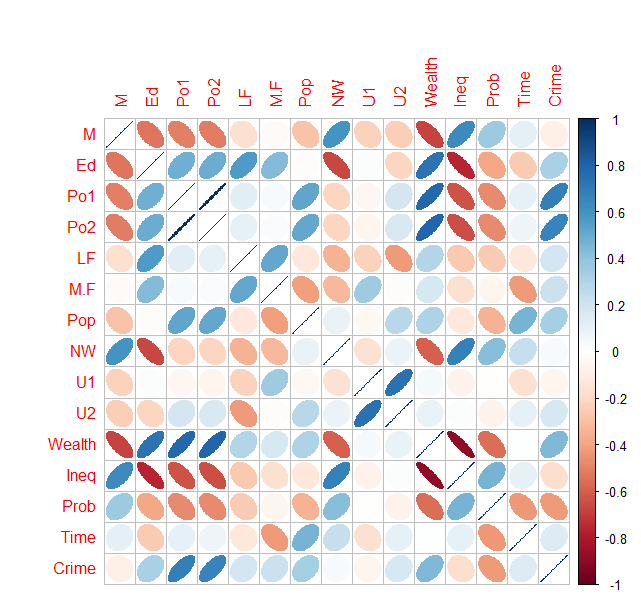 M Ed Po1 Po2 LF M.F Pop NW U1 U2 Wealth Ineq Prob Time Crime
M 1
Ed 0.8
Po1 0.6
Po2
LF 0.4
M.F 0.2
Pop
NW 0
U1 -0.2
U2
Wealth -0.4
Ineq
Prob -0.6
Time -0.8
Crime -1